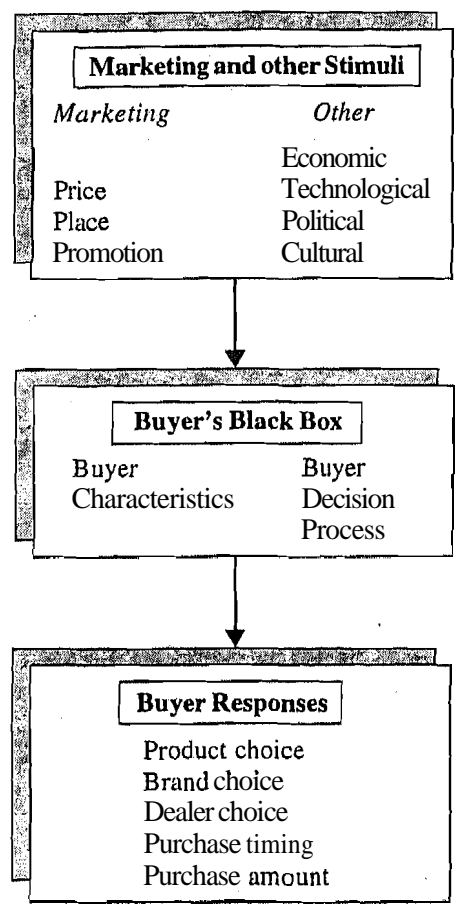 Marketing and other Stimuli
Marketing Other
Economic
Price Technological
Place Political
Promotion Cultural
Buyer's Black Box
Buyer Buyer
Characteristics Decision
Process
Buyer Responses
Product choice
Brand choice
Dealer choice
Purchase timing
Purchase amount